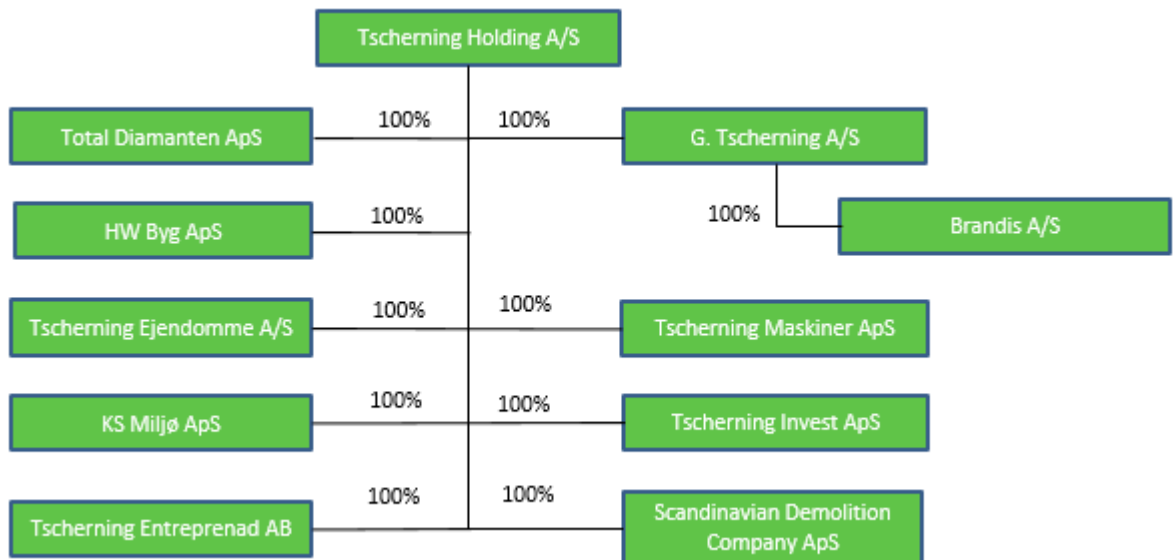 Tscherning Holding A/S
100%
100%
Total Diamanten ApS
G. Tscherning A/S
100%
100%
HW Byg ApS
Brandis A/S
100%
100%
Tscherning Ejendomme A/S
Tscherning Maskiner ApS
100%
100%
KS Miljø ApS
Tscherning Invest ApS
100%
100%
Tscherning Entreprenad AB
Scandinavian Demolition
Company ApS